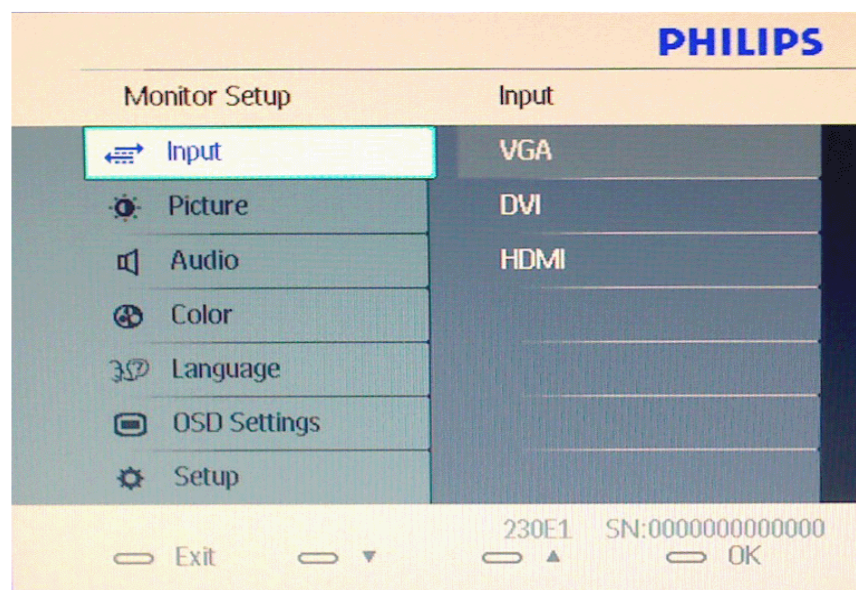 PHILIPS
Monitor Setup Input
Input VGA
Picture DVI
Audio HDMI
Color
Language
OSD Settings
Setup
230E1 SN:0000000000000
Exit ▼ ▲ OK